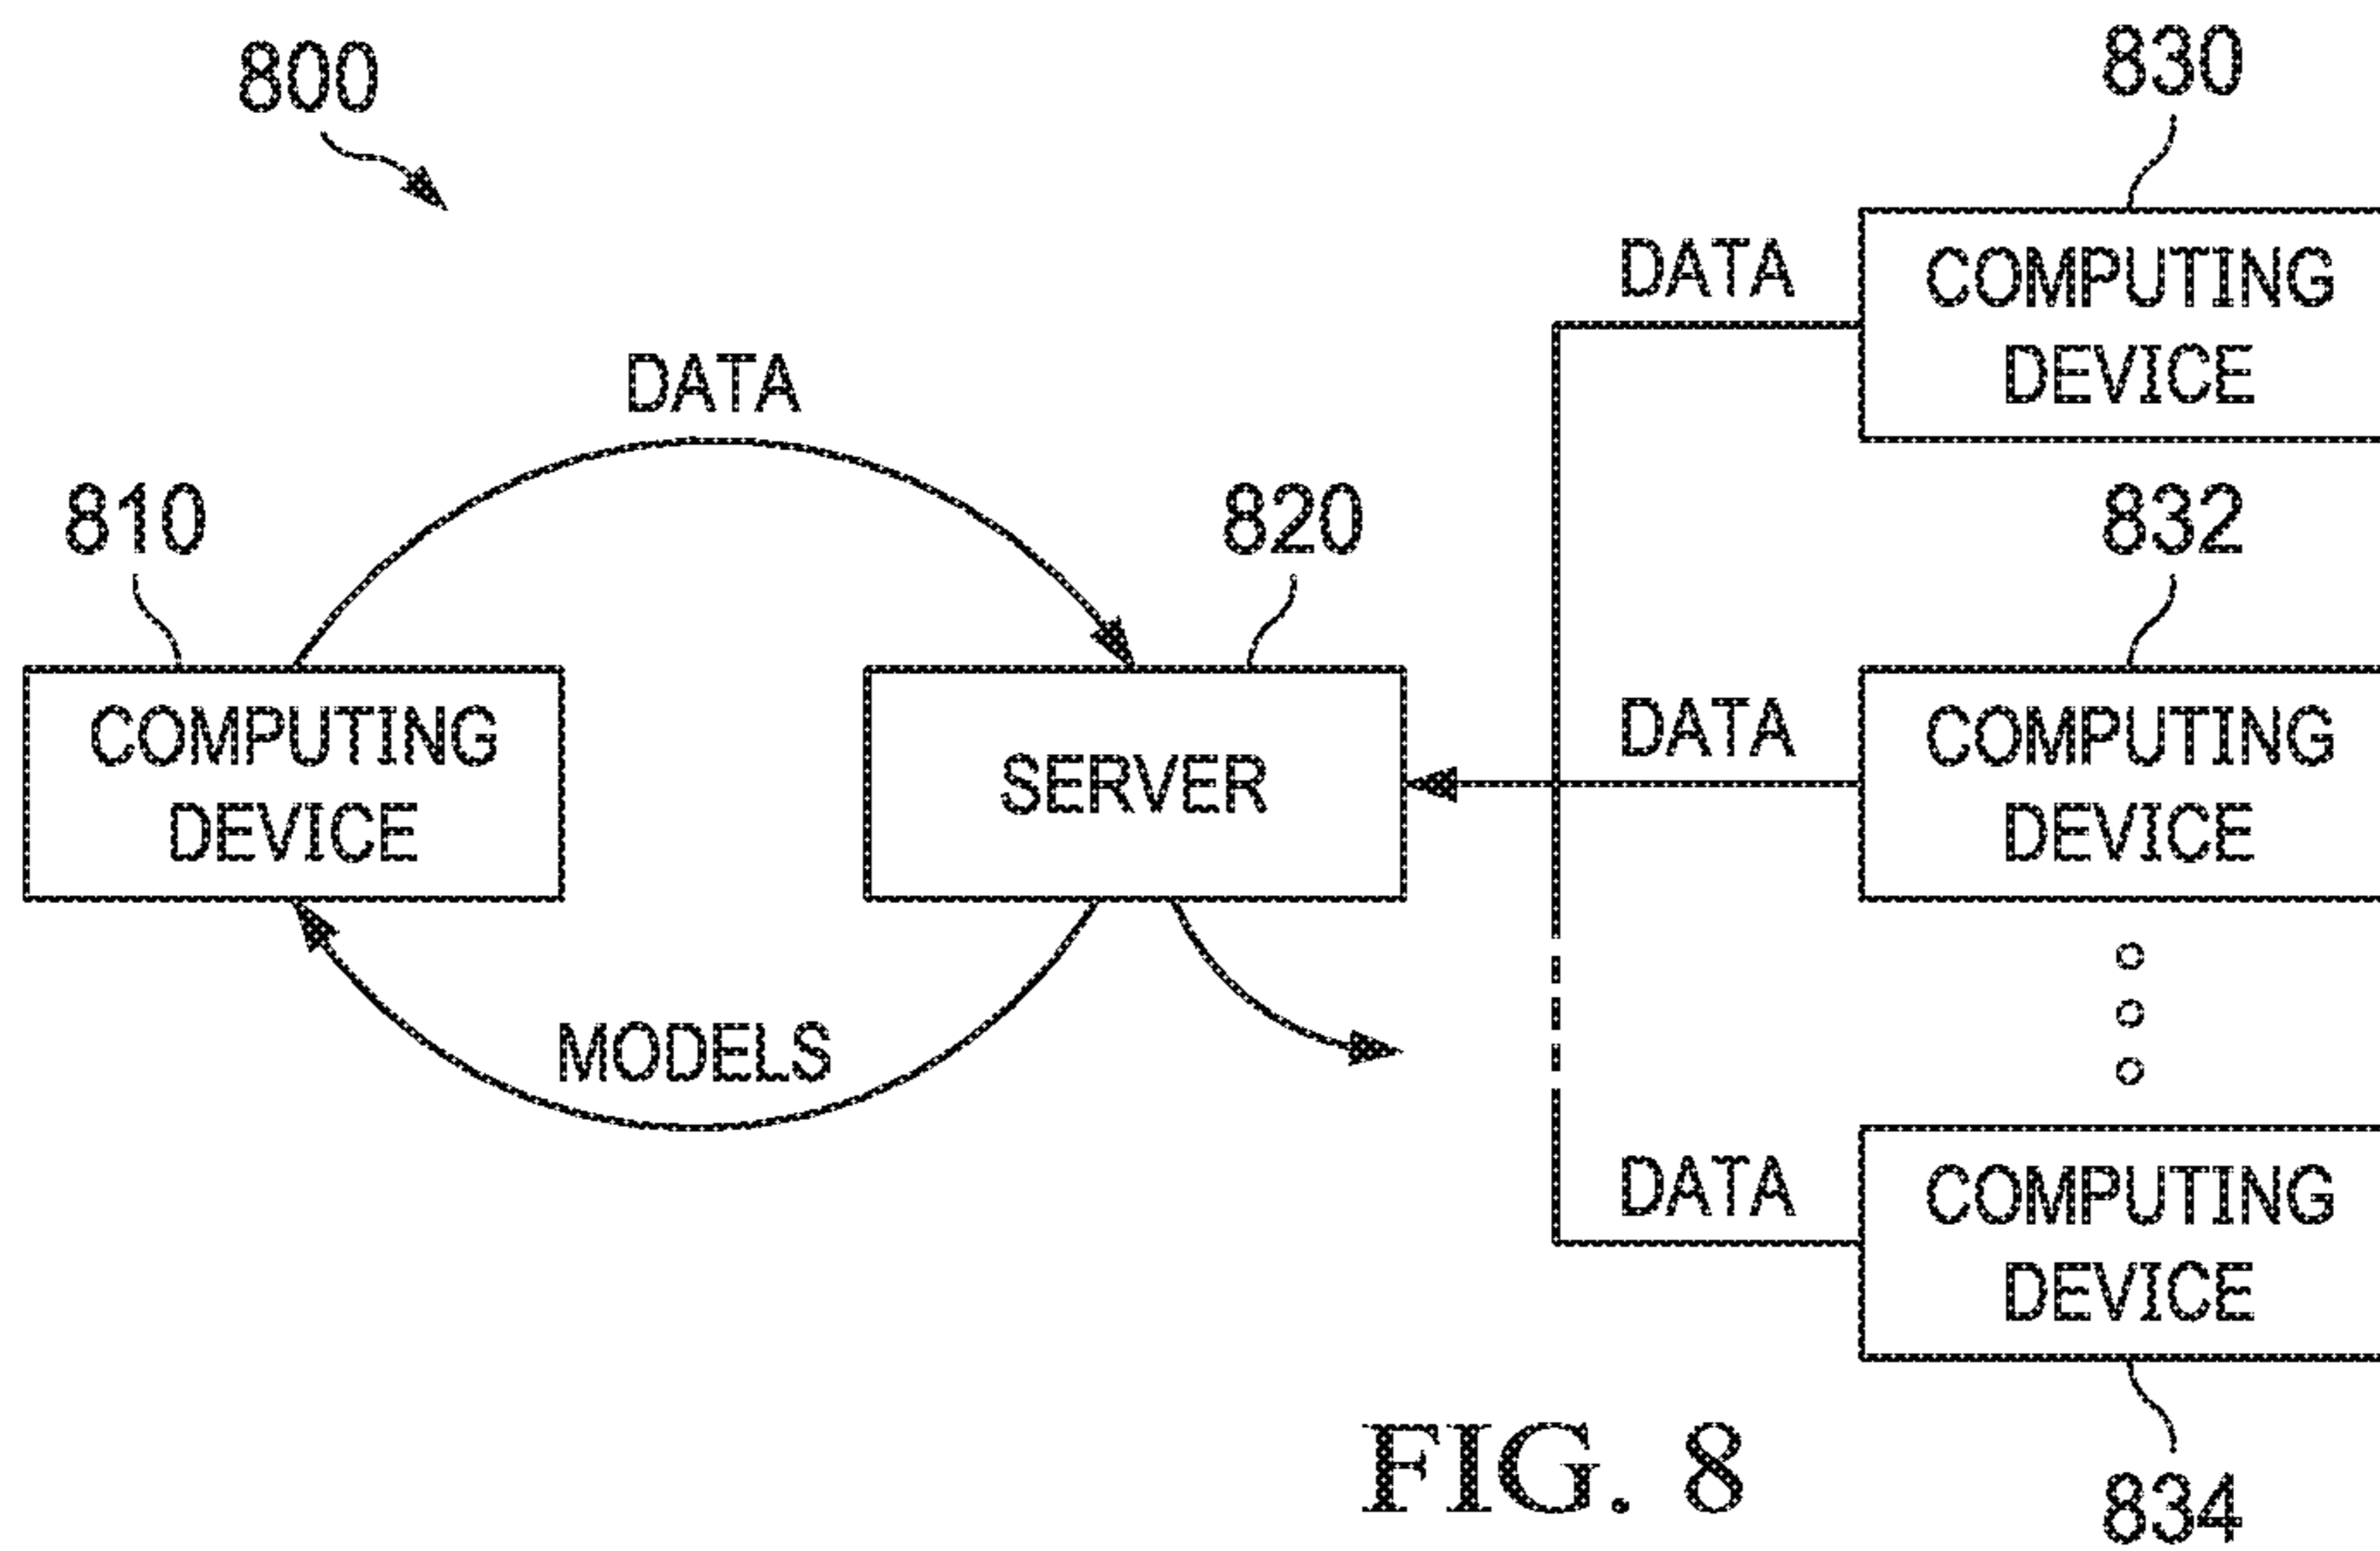 800
830
DATA
COMPUTING
DEVICE
DATA
810
820
832
COMPUTING
DEVICE
SERVER
DATA
COMPUTING
DEVICE
MODELS
DATA
COMPUTING
DEVICE
FIG. 8
834